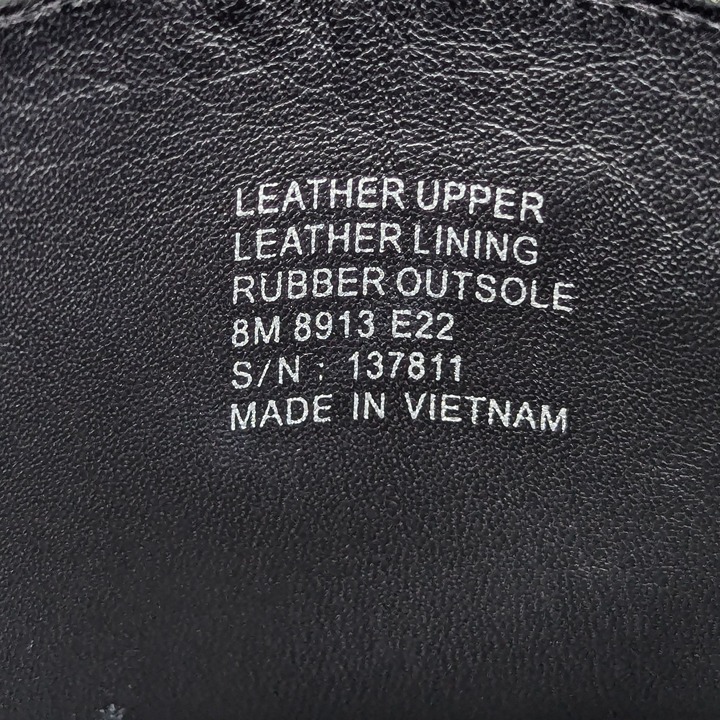 LEATHER UPPER
LEATHER LINING
RUBBER OUTSOLE
8M 8913 E22
S/N : 137811
MADE IN VIETNAM